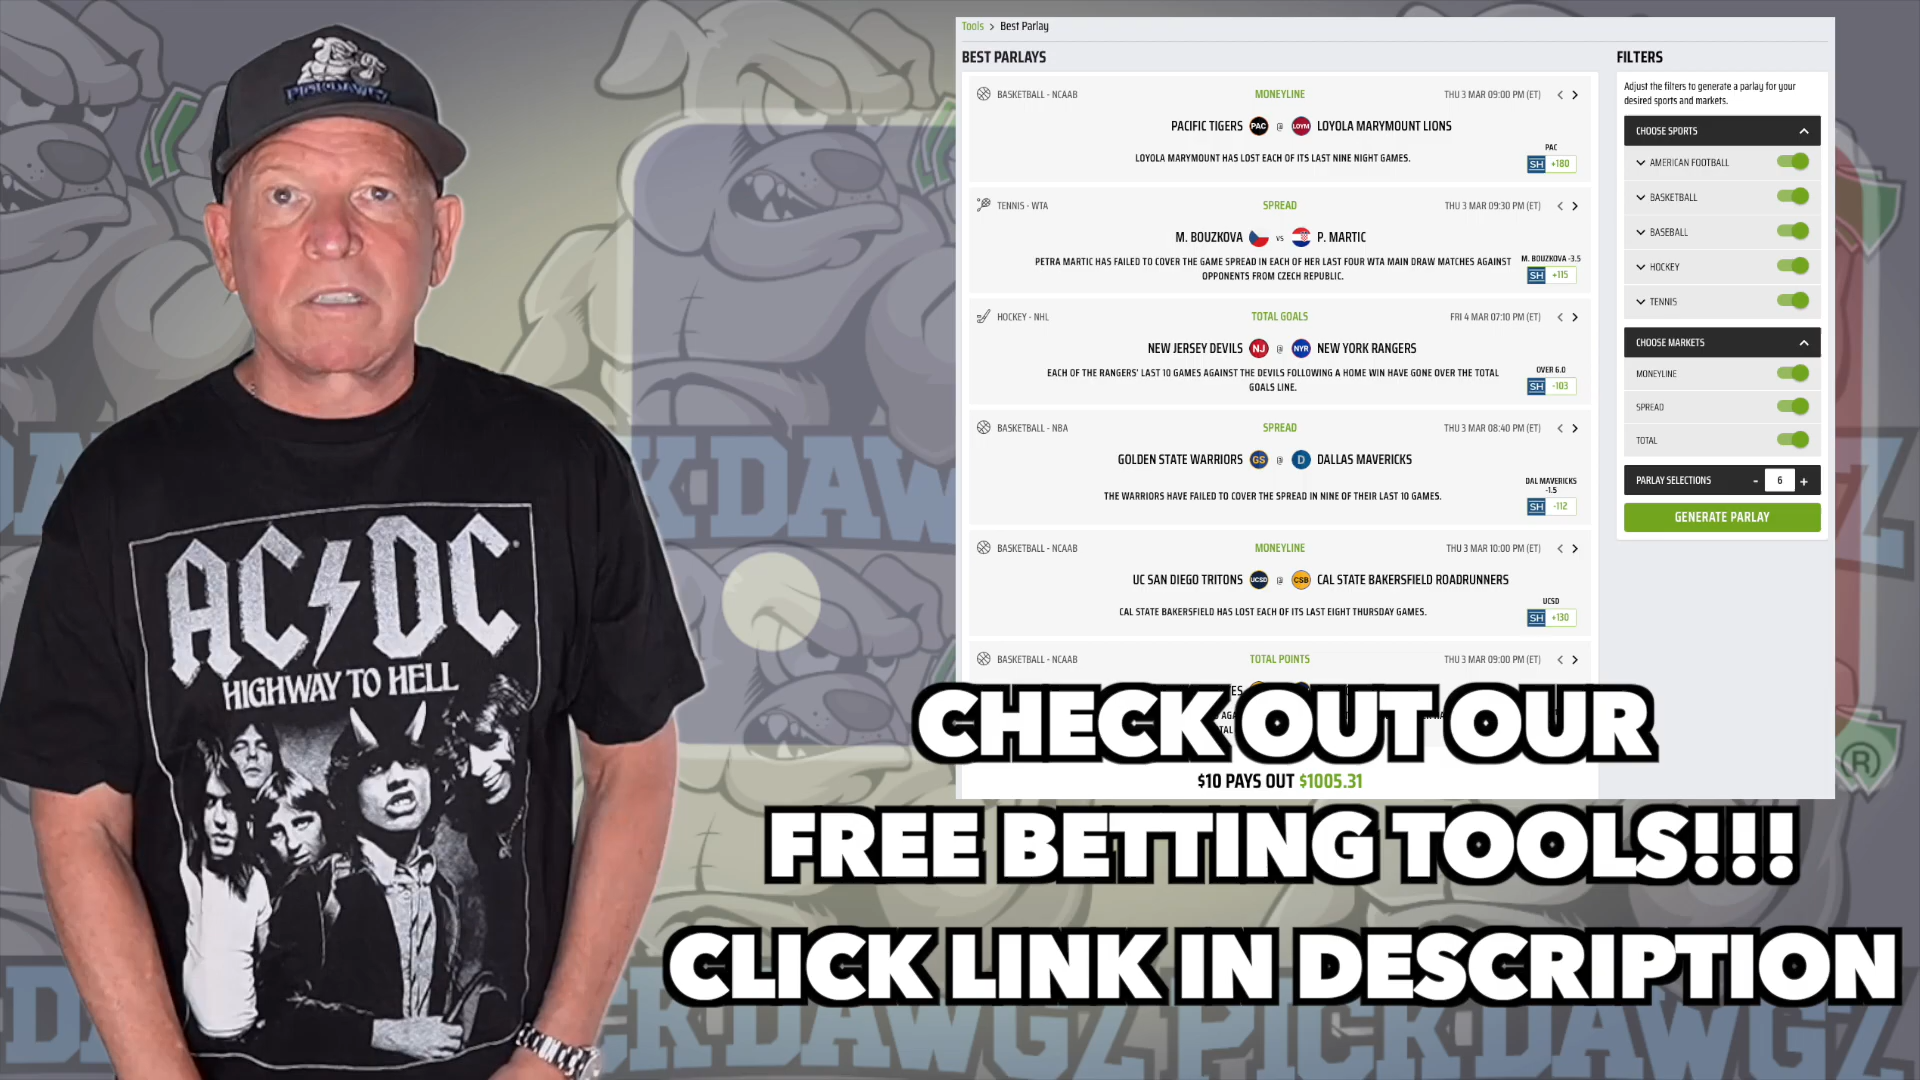 PICKDAWGZ
AC/DC
HIGHWAY TO HELL
Tools > Best Parlay
BEST PARLAYS
BASKETBALL - NCAAB
MONEYLINE
THU 3 MAR 09:00 PM (ET)
PACIFIC TIGERS PAC @ LOYM LOYOLA MARYMOUNT LIONS
LOYOLA MARYMOUNT HAS LOST EACH OF ITS LAST NINE NIGHT GAMES.
PAC
SH +180
TENNIS - WTA
SPREAD
THU 3 MAR 09:30 PM (ET)
M. BOUZKOVA VS P. MARTIC
PETRA MARTIC HAS FAILED TO COVER THE GAME SPREAD IN EACH OF HER LAST FOUR WTA MAIN DRAW MATCHES AGAINST
OPPONENTS FROM CZECH REPUBLIC.
M. BOUZKOVA -3.5
SH +115
HOCKEY - NHL
TOTAL GOALS
FRI 4 MAR 07:10 PM (ET)
NEW JERSEY DEVILS NJ @ NYR NEW YORK RANGERS
EACH OF THE RANGERS' LAST 10 GAMES AGAINST THE DEVILS FOLLOWING A HOME WIN HAVE GONE OVER THE TOTAL
GOALS LINE.
OVER 6.0
SH -103
BASKETBALL - NBA
SPREAD
THU 3 MAR 08:40 PM (ET)
GOLDEN STATE WARRIORS GS @ D DALLAS MAVERICKS
THE WARRIORS HAVE FAILED TO COVER THE SPREAD IN NINE OF THEIR LAST 10 GAMES.
DAL MAVERICKS
-1.5
SH -112
BASKETBALL - NCAAB
MONEYLINE
THU 3 MAR 10:00 PM (ET)
UC SAN DIEGO TRITONS UCSD @ CSB CAL STATE BAKERSFIELD ROADRUNNERS
CAL STATE BAKERSFIELD HAS LOST EACH OF ITS LAST EIGHT THURSDAY GAMES.
UCSD
SH +130
BASKETBALL - NCAAB
TOTAL POINTS
THU 3 MAR 09:00 PM (ET)
$10 PAYS OUT $1005.31
FILTERS
Adjust the filters to generate a parlay for your
desired sports and markets.
CHOOSE SPORTS
AMERICAN FOOTBALL
BASKETBALL
BASEBALL
HOCKEY
TENNIS
CHOOSE MARKETS
MONEYLINE
SPREAD
TOTAL
PARLAY SELECTIONS - 6 +
GENERATE PARLAY
CHECK OUT OUR
FREE BETTING TOOLS!!!
CLICK LINK IN DESCRIPTION
PICKDAWGZ PICKDAWGZ
®